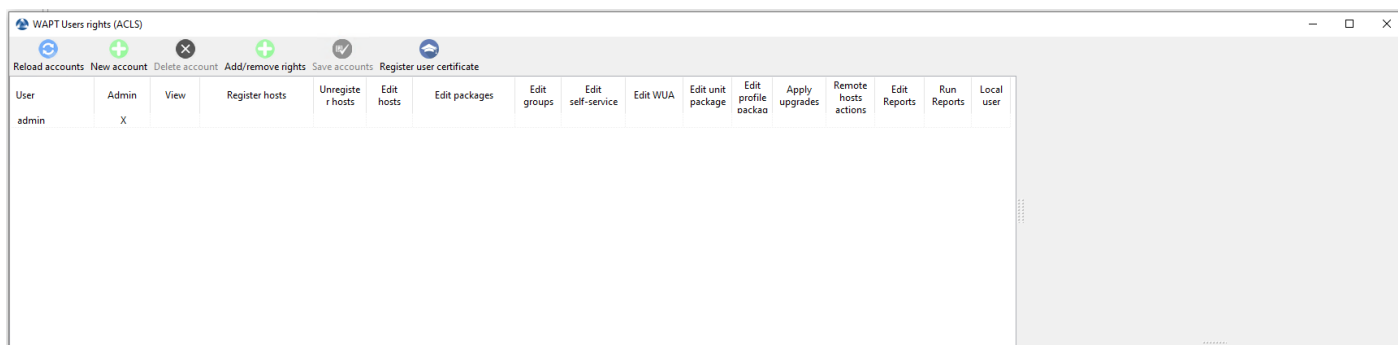 WAPT Users rights (ACLS)
Reload accounts New account Delete account Add/remove rights Save accounts Register user certificate
User Admin View Register hosts Unregiste r hosts Edit hosts Edit packages Edit groups Edit self-service Edit WUA Edit unit package Edit profile packag Apply upgrades Remote hosts actions Edit Reports Run Reports Local user
admin X